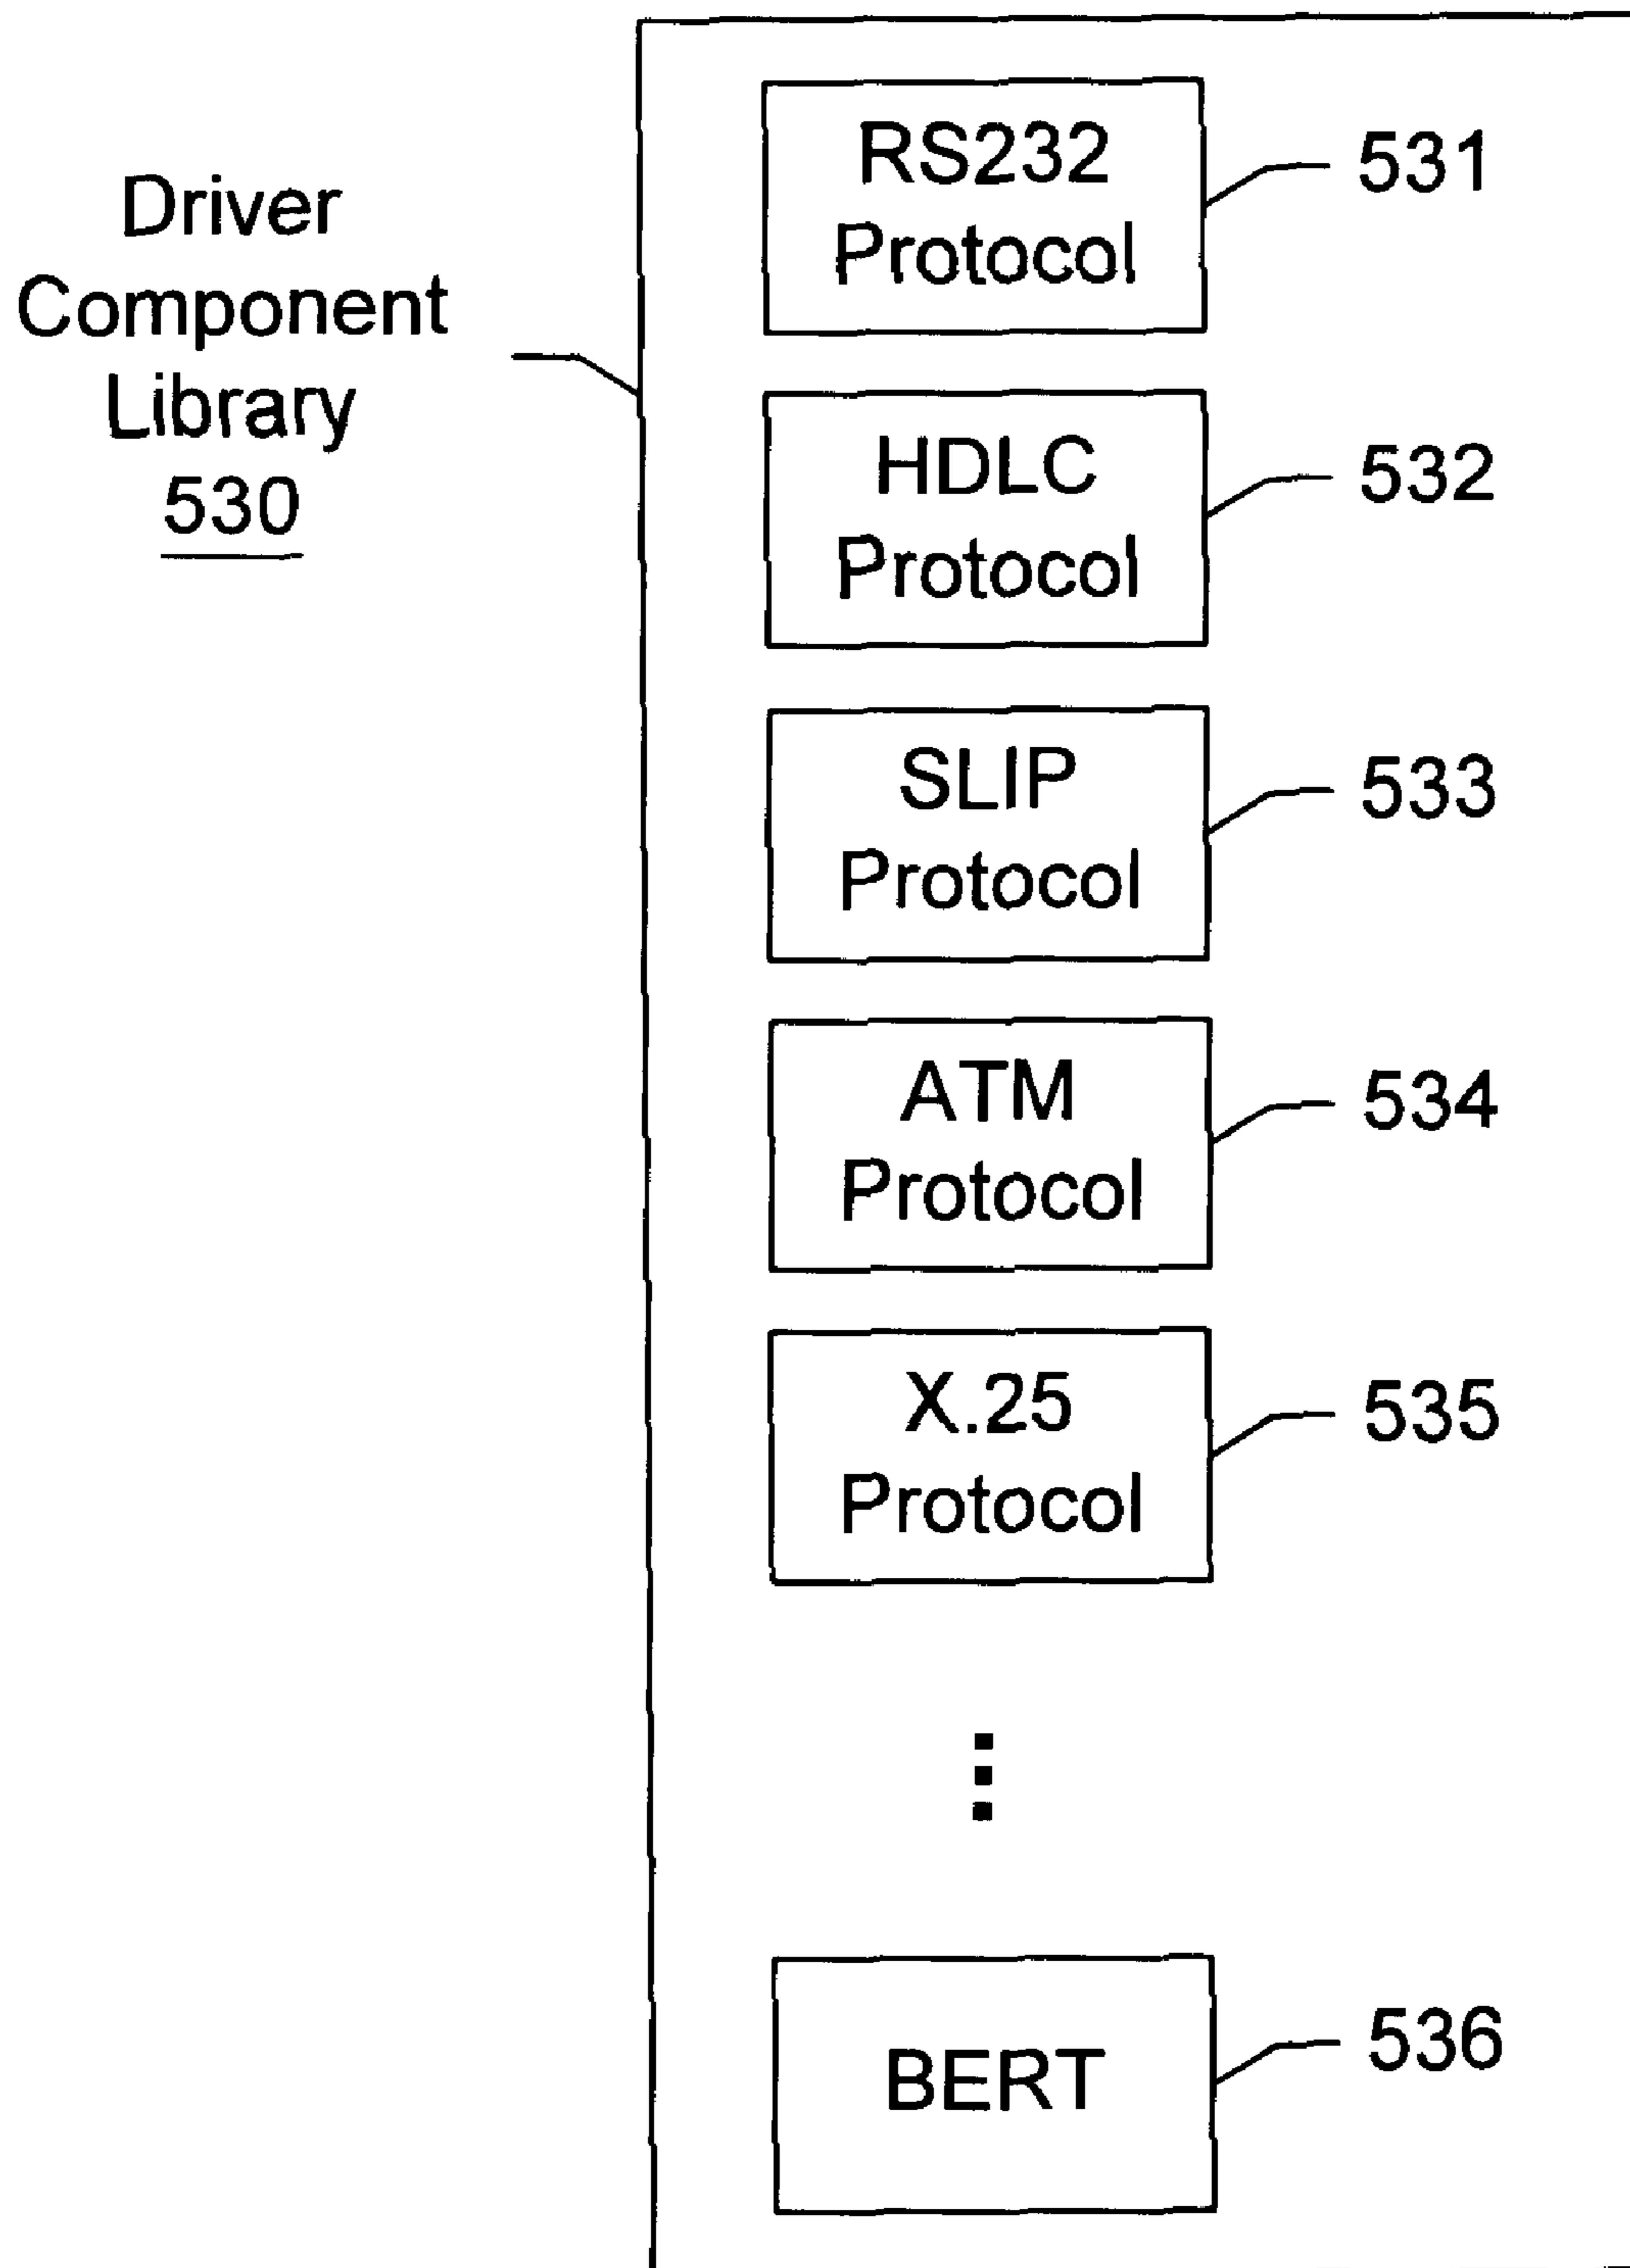 Driver
Component
Library
530
RS232
Protocol
531
HDLC
Protocol
532
SLIP
Protocol
533
ATM
Protocol
534
X.25
Protocol
535
BERT
536